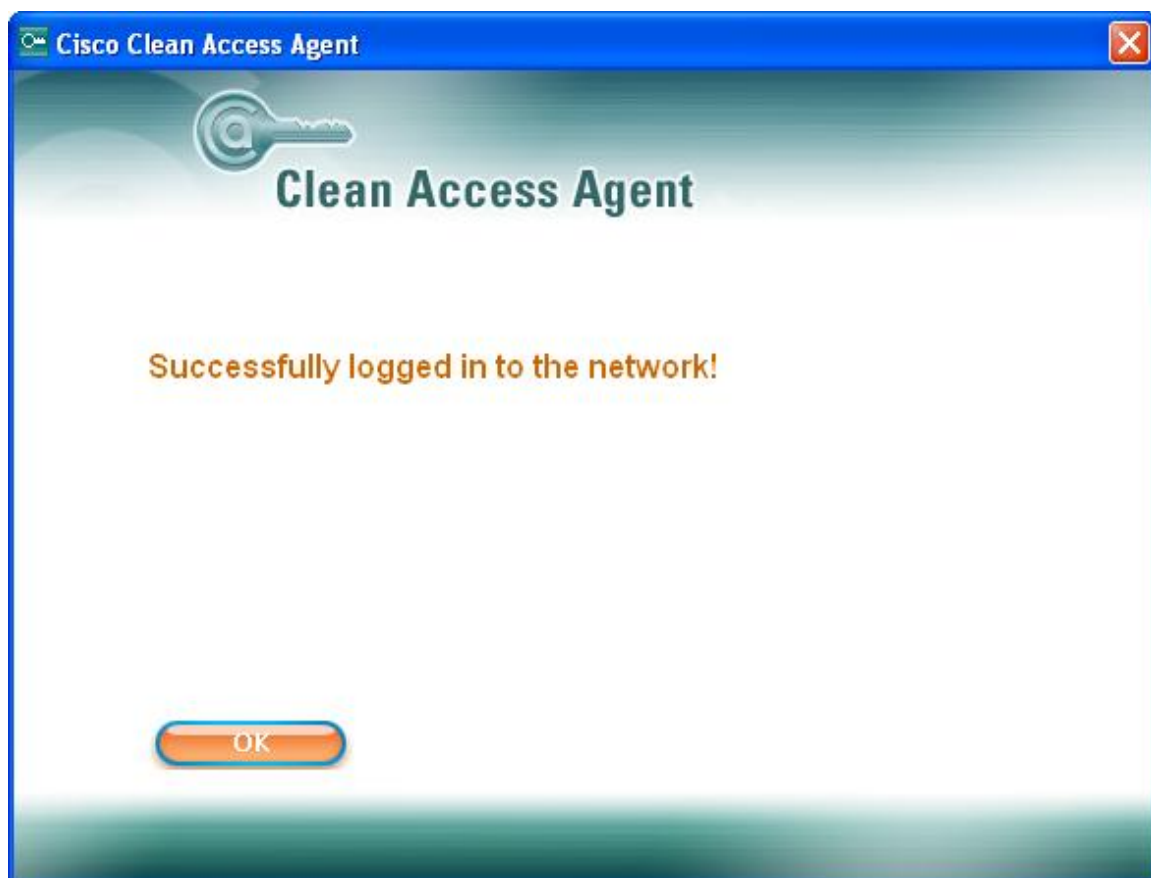 Cisco Clean Access Agent
@
Clean Access Agent
Successfully logged in to the network!
OK